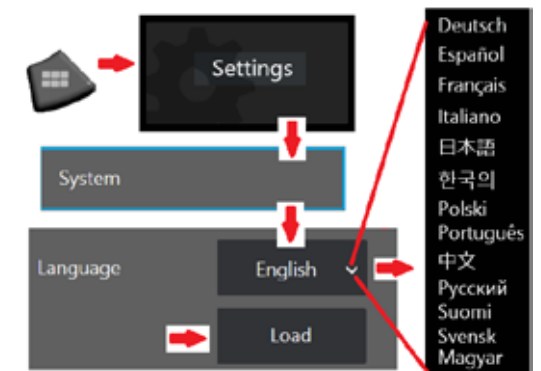 Settings
System
Language
English
Load
Deutsch
Español
Français
Italiano
日本語
한국의
Polski
Português
中文
Русский
Suomi
Svensk
Magyar